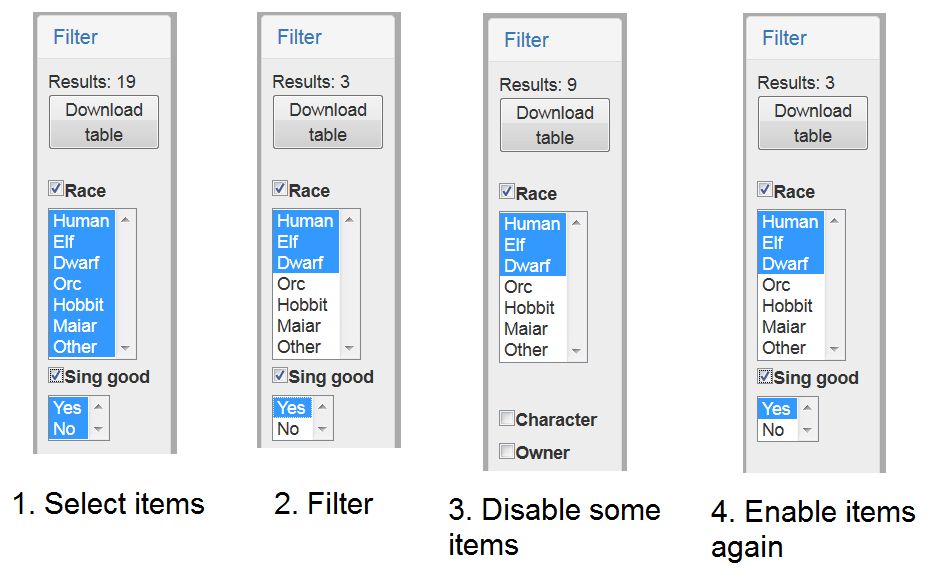 Filter
Results: 19
Download
table
Race
Human
Elf
Dwarf
Orc
Hobbit
Maiar
Other
Sing good
Yes
No
1. Select items
Filter
Results: 3
Download
table
Race
Human
Elf
Dwarf
Orc
Hobbit
Maiar
Other
Sing good
Yes
No
2. Filter
Filter
Results: 9
Download
table
Race
Human
Elf
Dwarf
Orc
Hobbit
Maiar
Other
Character
Owner
3. Disable some
items
Filter
Results: 3
Download
table
Race
Human
Elf
Dwarf
Orc
Hobbit
Maiar
Other
Sing good
Yes
No
4. Enable items
again